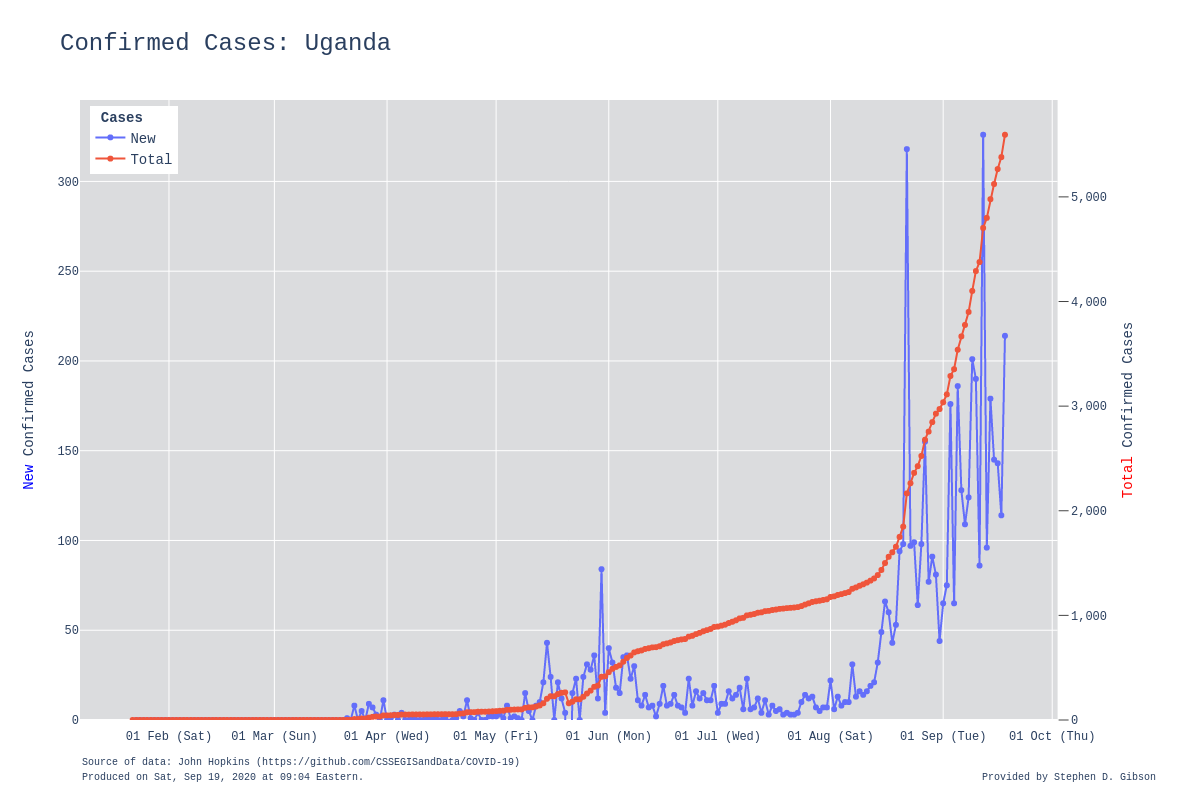 Confirmed Cases: Uganda
Cases
New
Total
300
250
200
150
100
50
0
New Confirmed Cases
5,000
4,000
3,000
2,000
1,000
0
Total Confirmed Cases
01 Feb (Sat) 01 Mar (Sun) 01 Apr (Wed) 01 May (Fri) 01 Jun (Mon) 01 Jul (Wed) 01 Aug (Sat) 01 Sep (Tue) 01 Oct (Thu)
Source of data: John Hopkins (https://github.com/CSSEGISandData/COVID-19)
Produced on Sat, Sep 19, 2020 at 09:04 Eastern.
Provided by Stephen D. Gibson